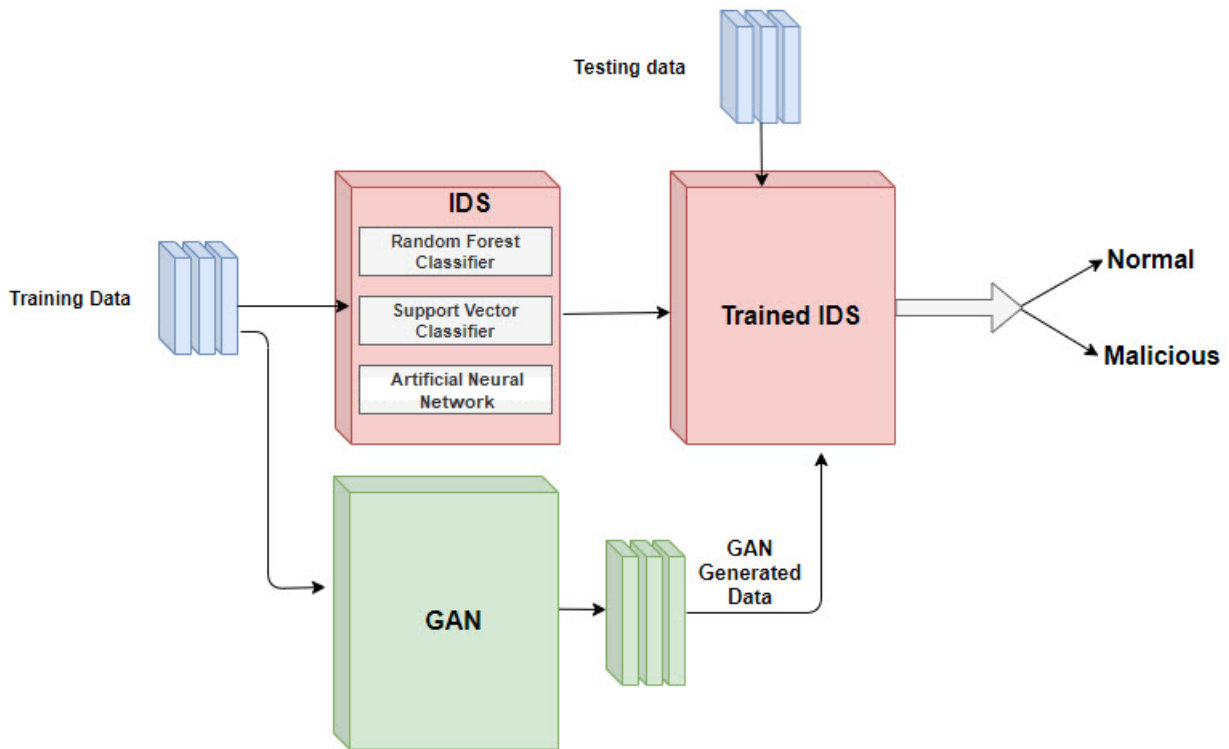 Testing data
IDS
Random Forest
Classifier
Training Data
Support Vector
Classifier
Artificial Neural
Network
Trained IDS
Normal
Malicious
GAN
GAN
Generated
Data